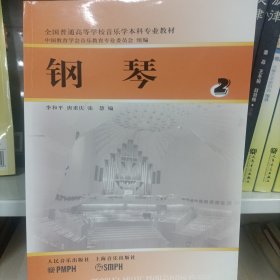 全国普通高等学校音乐学本科专业教材
中国教育学会音乐教育专业委员会 组编
钢琴
2
李和平 唐重庆 张慧 编
人民音乐出版社 上海音乐出版社
PMPH SMPH